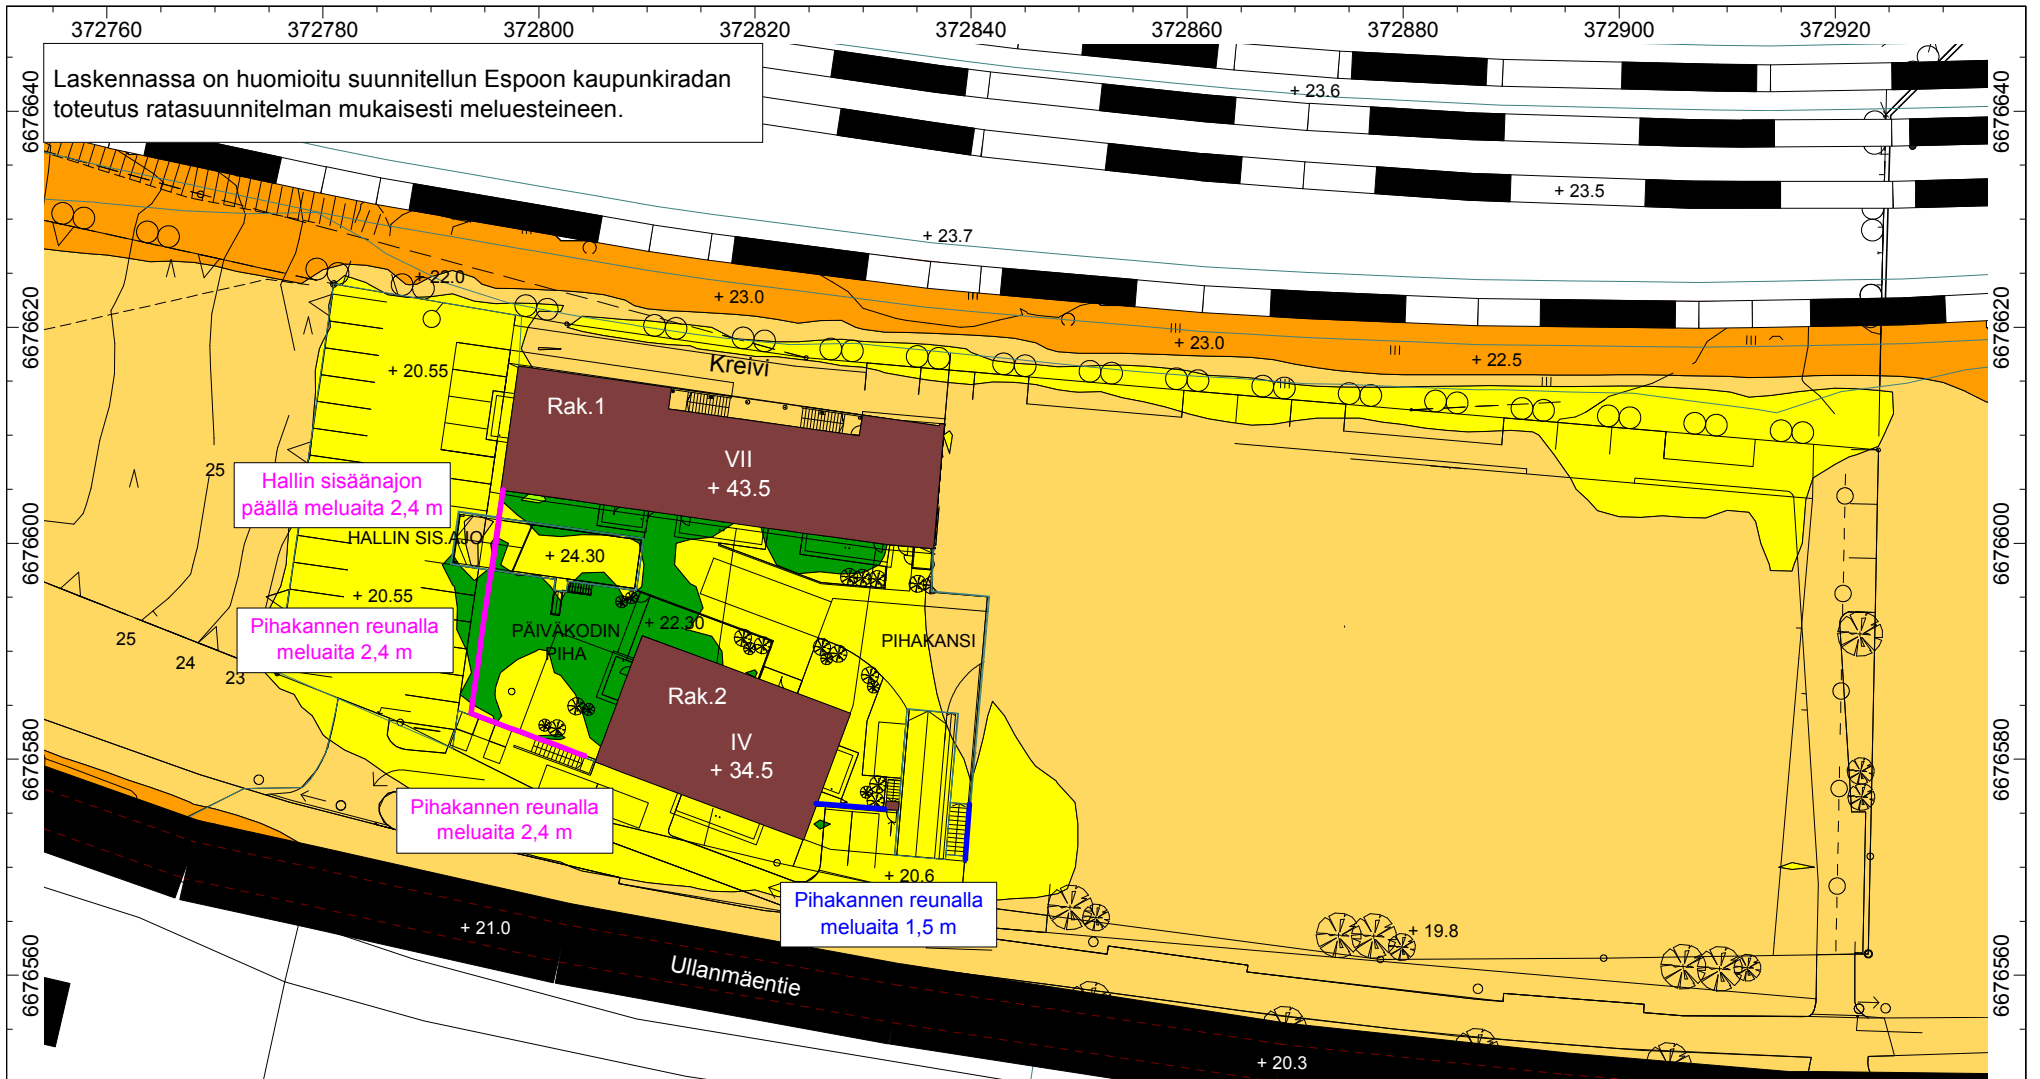 372760 372780 372800 372820 372840 372860 372880 372900 372920
Laskennassa on huomioitu suunnitellun Espoon kaupunkiradan
toteutus ratasuunnitelman mukaisesti meluesteineen.
6676640
6676640
+ 23.6
+ 23.5
+ 23.7
+ 22.0
+ 23.0
6676620
6676620
+ 23.0
+ 22.5
Kreivi
+ 20.55
Rak.1
VII
+ 43.5
25
Hallin sisäänajon
päällä meluaita 2,4 m
HALLIN SIS.AJO
+ 24.30
6676600
6676600
+ 20.55
Pihakannen reunalla
meluaita 2,4 m
PÄIVÄKODIN
PIHA
+ 22.30
PIHAKANSI
25
24
23
Rak.2
IV
+ 34.5
6676580
6676580
Pihakannen reunalla
meluaita 2,4 m
+ 20.6
Pihakannen reunalla
meluaita 1,5 m
+ 21.0
+ 19.8
6676560
6676560
Ullanmäentie
+ 20.3